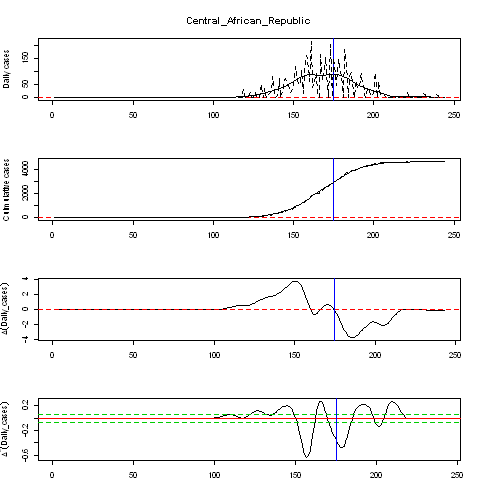 Central_African_Republic
Daily cases
0 50 150
0 50 100 150 200 250
Cumulative cases
0 2000 4000
0 50 100 150 200 250
Δ(Daily_cases)
-4 -2 0 2 4
0 50 100 150 200 250
Δ²(Daily_cases)
-0.6 -0.2 0.2
0 50 100 150 200 250